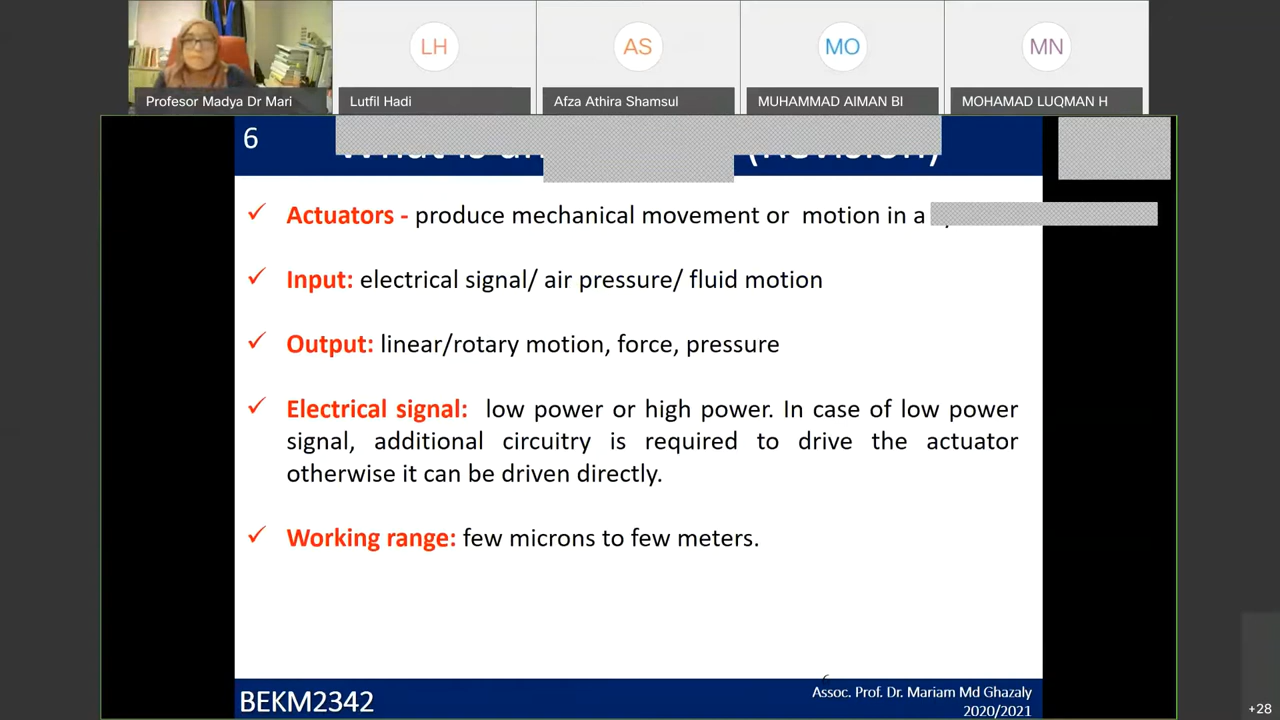 Profesor Madya Dr Mari
LH
Lutfil Hadi
AS
Afza Athira Shamsul
MO
MUHAMMAD AIMAN BI
MN
MOHAMAD LUQMAN H
6
(Revision)
✓ Actuators - produce mechanical movement or motion in a
✓ Input: electrical signal/ air pressure/ fluid motion
✓ Output: linear/rotary motion, force, pressure
✓ Electrical signal: low power or high power. In case of low power
signal, additional circuitry is required to drive the actuator
otherwise it can be driven directly.
✓ Working range: few microns to few meters.
BEKM2342
Assoc. Prof. Dr. Mariam Md Ghazaly
2020/2021
+28